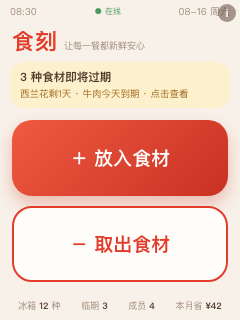 08:30 在线 08–16 周
食刻 让每一餐都新鲜安心
3 种食材即将过期
西兰花剩1天 · 牛肉今天到期 · 点击查看
＋ 放入食材
－ 取出食材
冰箱 12 种 临期 3 成员 4 本月省 ¥42